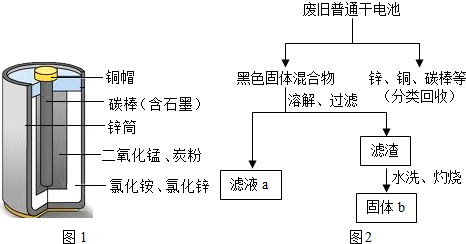 铜帽
碳棒（含石墨）
锌筒
二氧化锰、炭粉
氯化铵、氯化锌
图1
废旧普通干电池
黑色固体混合物
锌、铜、碳棒等
（分类回收）
溶解、过滤
滤液a
滤渣
水洗、灼烧
固体b
图2